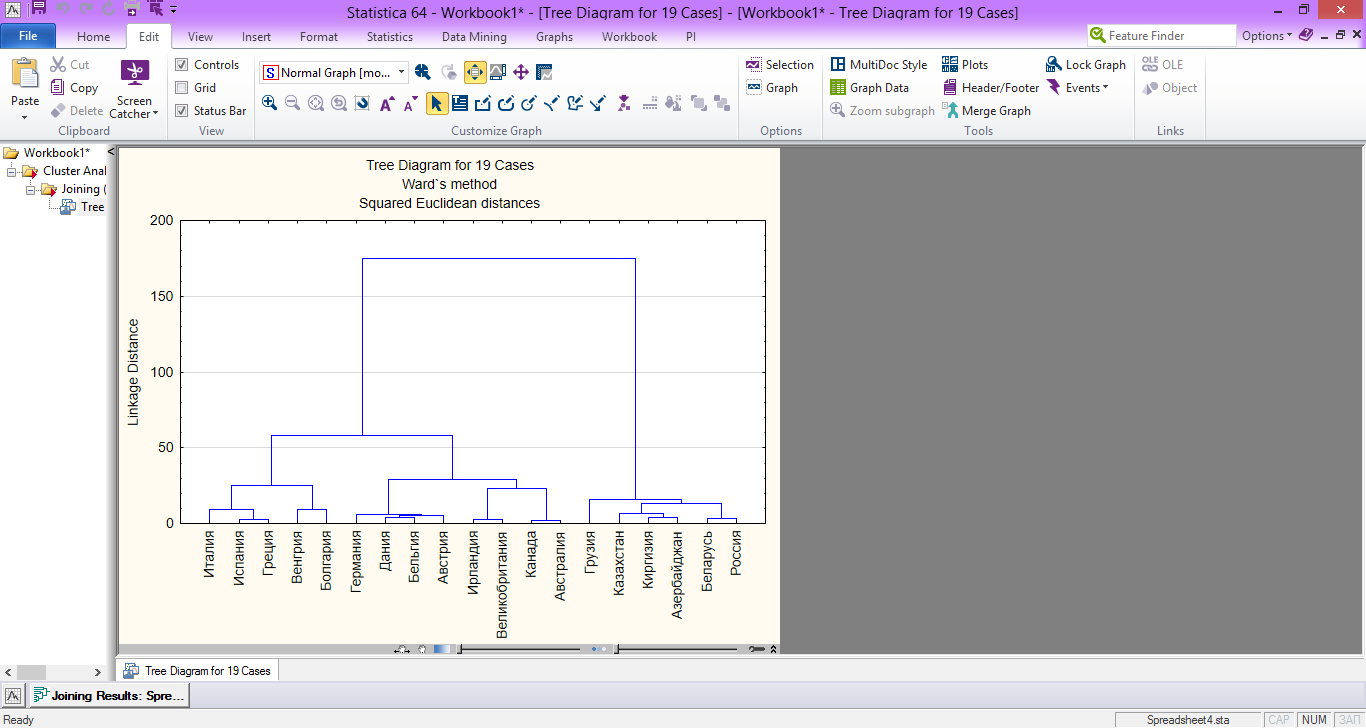 Statistica 64 - Workbook1* - [Tree Diagram for 19 Cases] - [Workbook1* - Tree Diagram for 19 Cases]
File Home Edit View Insert Format Statistics Data Mining Graphs Workbook PI Feature Finder Options
Paste
Cut
Copy
Delete
Screen Catcher
Clipboard
Controls
Grid
Status Bar
View
Normal Graph [mo...
Customize Graph
Selection
Graph
Options
MultiDoc Style
Graph Data
Zoom subgraph
Plots
Header/Footer
Merge Graph
Lock Graph
Events
Tools
OLE
Object
Links
Workbook1*
Cluster Anal
Joining (
Tree
Tree Diagram for 19 Cases
Ward`s method
Squared Euclidean distances
200
150
100
50
0
Linkage Distance
Италия
Испания
Греция
Венгрия
Болгария
Германия
Дания
Бельгия
Австрия
Ирландия
Великобритания
Канада
Австралия
Грузия
Казахстан
Киргизия
Азербайджан
Беларусь
Россия
Tree Diagram for 19 Cases
Joining Results: Spre...
Ready
Spreadsheet4.sta CAP NUM ЗАП